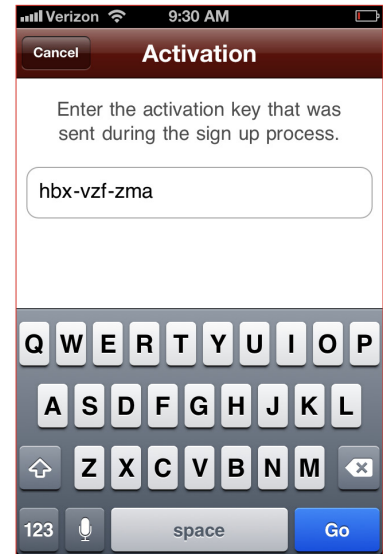 Verizon 9:30 AM
Cancel Activation
Enter the activation key that was
sent during the sign up process.
hbx-vzf-zma
Q W E R T Y U I O P
A S D F G H J K L
Z X C V B N M
123 space Go